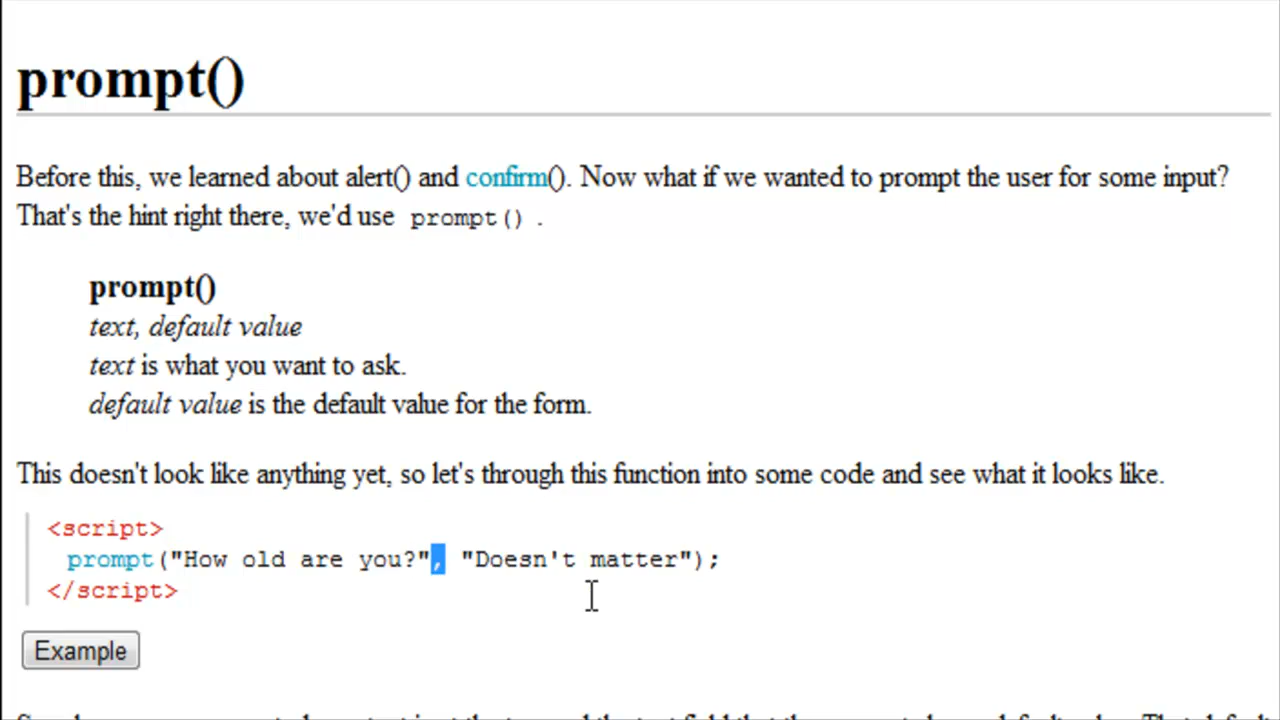 prompt()
Before this, we learned about alert() and confirm(). Now what if we wanted to prompt the user for some input?
That's the hint right there, we'd use prompt() .
prompt()
text, default value
text is what you want to ask.
default value is the default value for the form.
This doesn't look like anything yet, so let's through this function into some code and see what it looks like.
<script>
prompt("How old are you?", "Doesn't matter");
</script>
Example